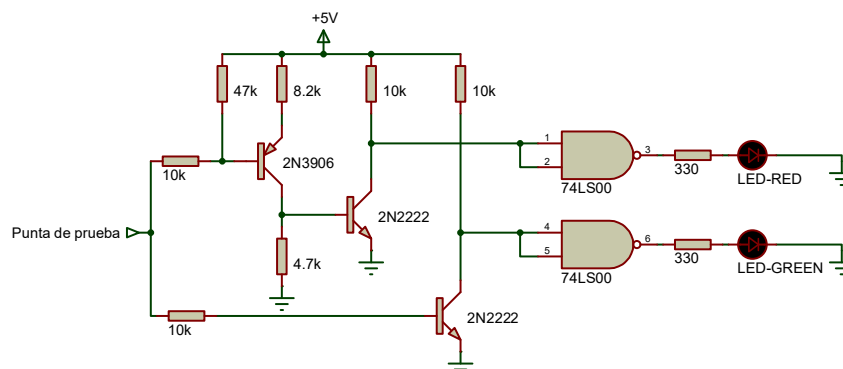 +5V
47k
8.2k
10k
10k
1
2
3
74LS00
330
LED-RED
10k
2N3906
2N2222
Punta de prueba
4.7k
4
5
6
74LS00
330
LED-GREEN
10k
2N2222